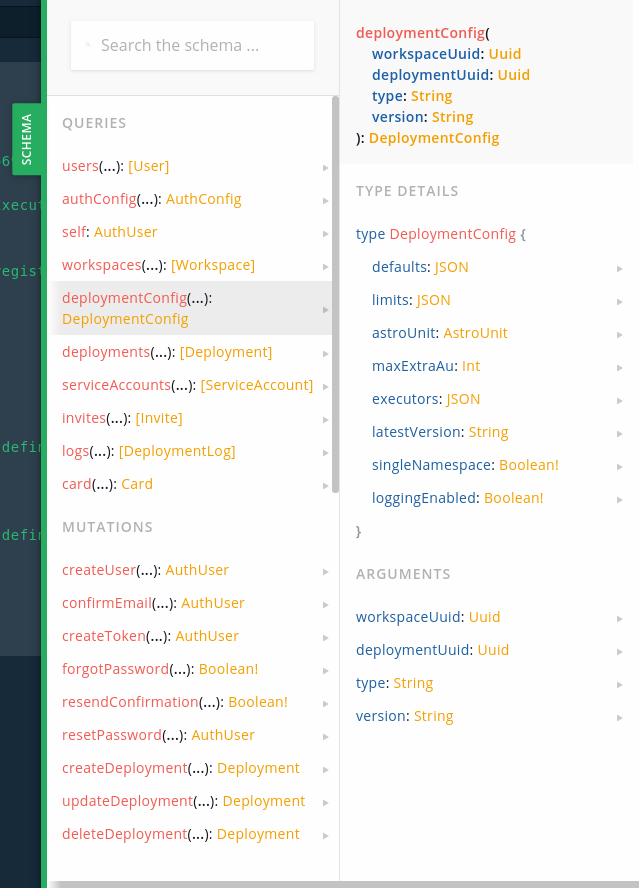 SCHEMA
xecut
regist
defin
defin
Search the schema ...
QUERIES
users(...): [User]
authConfig(...): AuthConfig
self: AuthUser
workspaces(...): [Workspace]
deploymentConfig(...):
DeploymentConfig
deployments(...): [Deployment]
serviceAccounts(...): [ServiceAccount]
invites(...): [Invite]
logs(...): [DeploymentLog]
card(...): Card
MUTATIONS
createUser(...): AuthUser
confirmEmail(...): AuthUser
createToken(...): AuthUser
forgotPassword(...): Boolean!
resendConfirmation(...): Boolean!
resetPassword(...): AuthUser
createDeployment(...): Deployment
updateDeployment(...): Deployment
deleteDeployment(...): Deployment
deploymentConfig(
workspaceUuid: Uuid
deploymentUuid: Uuid
type: String
version: String
): DeploymentConfig
TYPE DETAILS
type DeploymentConfig {
defaults: JSON
limits: JSON
astroUnit: AstroUnit
maxExtraAu: Int
executors: JSON
latestVersion: String
singleNamespace: Boolean!
loggingEnabled: Boolean!
}
ARGUMENTS
workspaceUuid: Uuid
deploymentUuid: Uuid
type: String
version: String